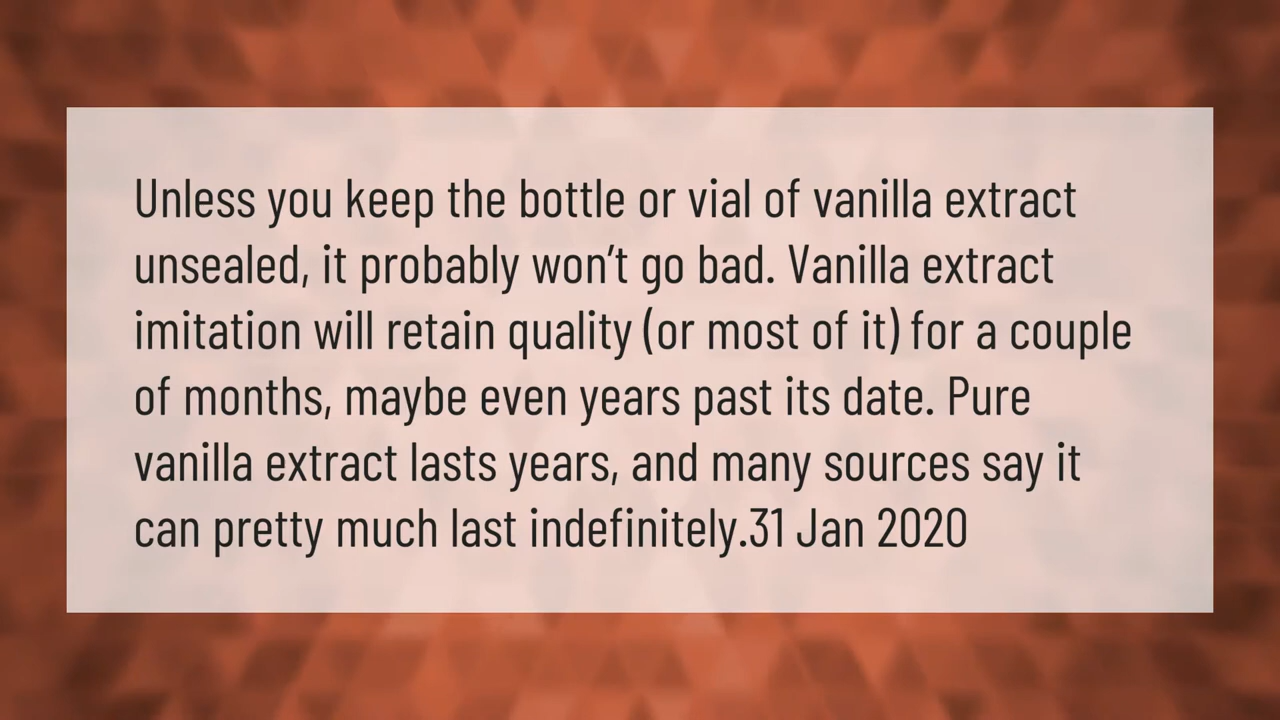 Unless you keep the bottle or vial of vanilla extract
unsealed, it probably won’t go bad. Vanilla extract
imitation will retain quality (or most of it) for a couple
of months, maybe even years past its date. Pure
vanilla extract lasts years, and many sources say it
can pretty much last indefinitely.31 Jan 2020